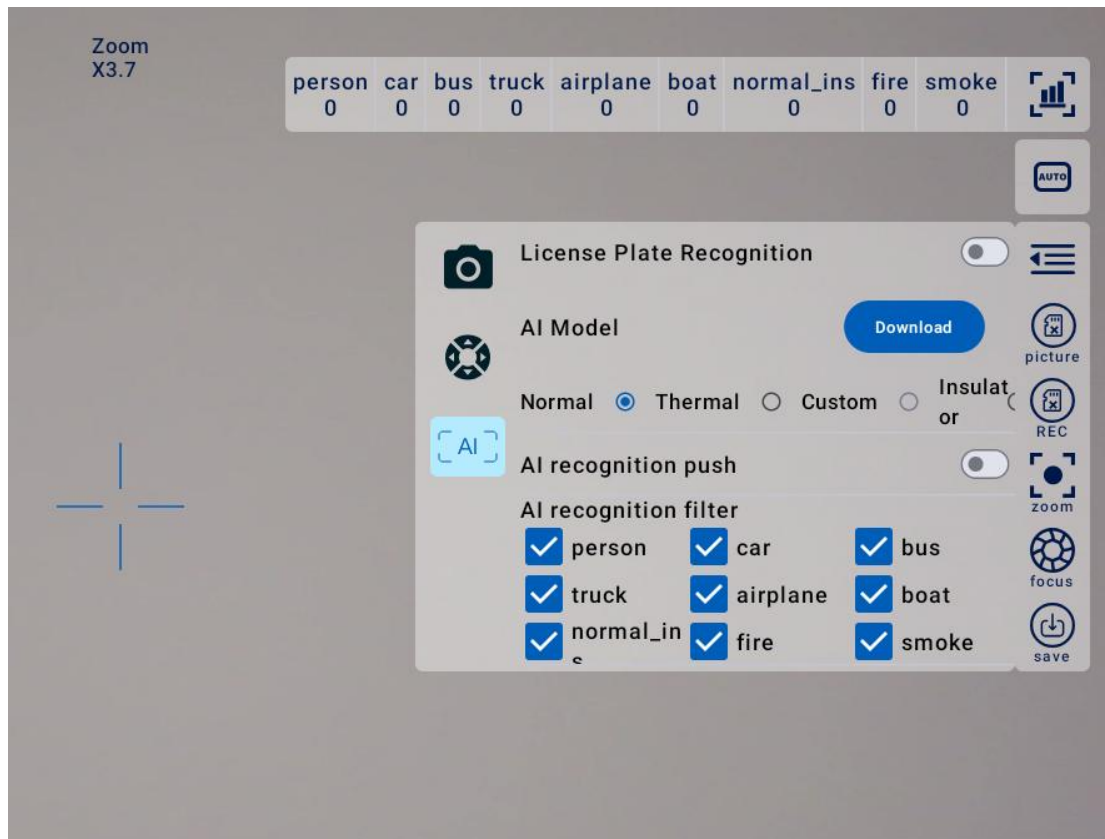 Zoom
X3.7
person car bus truck airplane boat normal_ins fire smoke
0 0 0 0 0 0 0 0 0
AUTO
License Plate Recognition
AI Model Download
picture
Normal Thermal Custom Insulat
or
REC
AI
AI recognition push
zoom
AI recognition filter
person car bus
focus
truck airplane boat
normal_in fire smoke
s
save